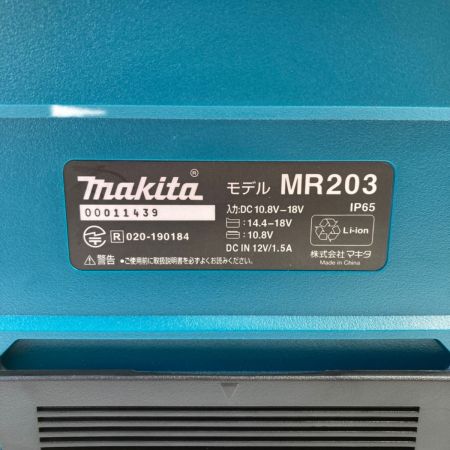 makita® モデル MR203
00011439
入力:DC 10.8V-18V IP65
:14.4-18V
R 020-190184
:10.8V
Li-ion
DC IN 12V/1.5A
⚠警告 ●ご使用前に取扱説明書を必ずよくお読みください。
株式会社マキタ
Made in China